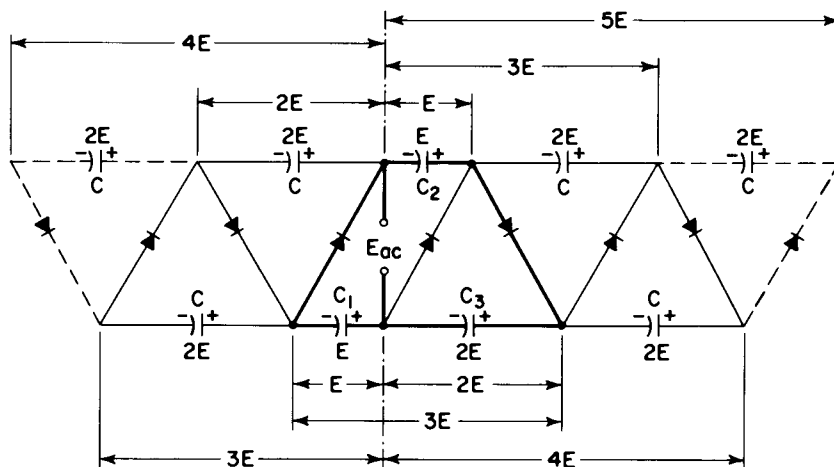 5E
4E
3E
2E E
2E 2E E 2E 2E
- + - + - + - + - +
C C C₂ C C
Eac
C C₁ C₃ C
- + - + - + - +
2E E 2E 2E
E 2E
3E
3E 4E